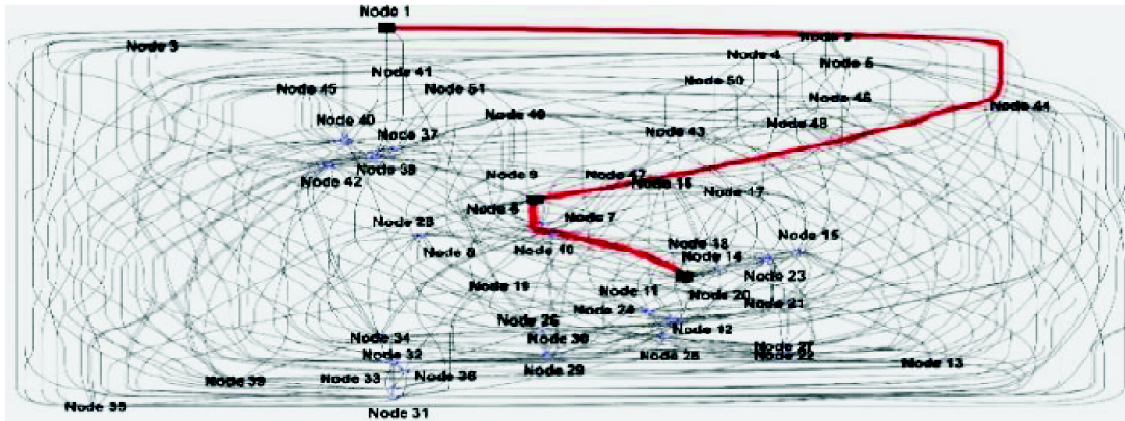 Node 1
Node 3
Node 2
Node 4
Node 5
Node 41
Node 50
Node 45
Node 51
Node 46
Node 44
Node 40
Node 37
Node 49
Node 43
Node 48
Node 38
Node 42
Node 9
Node 47
Node 16
Node 17
Node 6
Node 7
Node 28
Node 8
Node 10
Node 18
Node 15
Node 14
Node 23
Node 19
Node 11
Node 20
Node 21
Node 24
Node 26
Node 12
Node 34
Node 30
Node 32
Node 25
Node 27
Node 22
Node 13
Node 39
Node 33
Node 36
Node 29
Node 35
Node 31